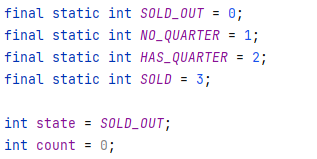 final static int SOLD_OUT = 0;
final static int NO_QUARTER = 1;
final static int HAS_QUARTER = 2;
final static int SOLD = 3;
int state = SOLD_OUT;
int count = 0;